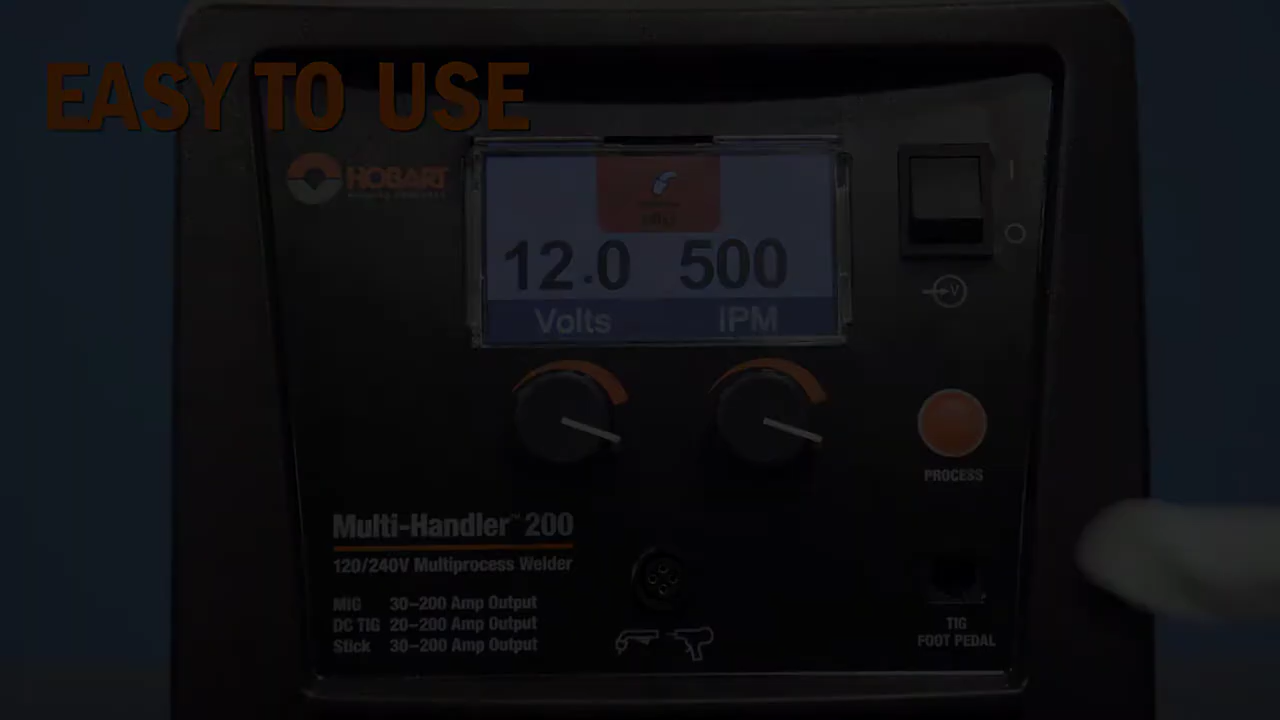 EASY TO USE
HOBART
12.0 500
Volts IPM
I
O
V
PROCESS
Multi-Handler™ 200
120/240V Multiprocess Welder
MIG 30–200 Amp Output
DC TIG 20–200 Amp Output
Stick 30–200 Amp Output
TIG
FOOT PEDAL